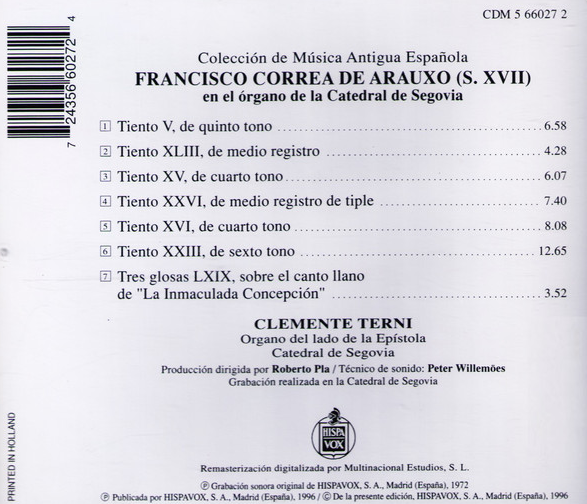 CDM 5 66027 2
7 24356 60272 4
Colección de Música Antigua Española
FRANCISCO CORREA DE ARAUXO (S. XVII)
en el órgano de la Catedral de Segovia
1 Tiento V, de quinto tono 6.58
2 Tiento XLIII, de medio registro 4.28
3 Tiento XV, de cuarto tono 6.07
4 Tiento XXVI, de medio registro de tiple 7.40
5 Tiento XVI, de cuarto tono 8.08
6 Tiento XXIII, de sexto tono 12.65
7 Tres glosas LXIX, sobre el canto llano
de "La Inmaculada Concepción" 3.52
CLEMENTE TERNI
Organo del lado de la Epístola
Catedral de Segovia
Producción dirigida por Roberto Pla / Técnico de sonido: Peter Willemöes
Grabación realizada en la Catedral de Segovia
HISPA
VOX
Remasterización digitalizada por Multinacional Estudios, S. L.
℗ Grabación sonora original de HISPAVOX, S. A., Madrid (España), 1972
℗ Publicada por HISPAVOX, S. A., Madrid (España), 1996 / © De la presente edición, HISPAVOX, S. A., Madrid (España), 1996
PRINTED IN HOLLAND